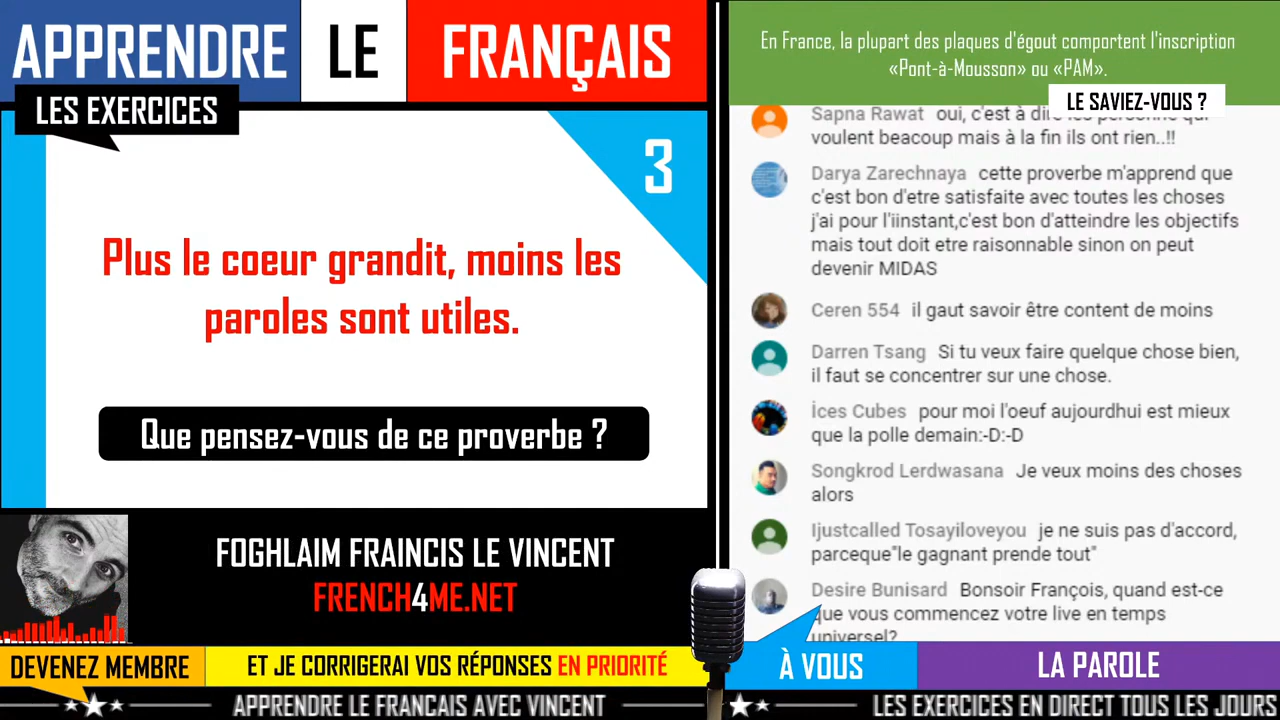 APPRENDRE LE FRANÇAIS
LES EXERCICES
3
Plus le coeur grandit, moins les
paroles sont utiles.
Que pensez-vous de ce proverbe ?
FOGHLAIM FRAINCIS LE VINCENT
FRENCH4ME.NET
DEVENEZ MEMBRE
ET JE CORRIGERAI VOS RÉPONSES EN PRIORITÉ
APPRENDRE LE FRANCAIS AVEC VINCENT
En France, la plupart des plaques d'égout comportent l'inscription
«Pont-à-Mousson» ou «PAM».
LE SAVIEZ-VOUS ?
Sapna Rawat oui, c'est à dire les personne qui
voulent beacoup mais à la fin ils ont rien..!!
Darya Zarechnaya cette proverbe m'apprend que
c'est bon d'etre satisfaite avec toutes les choses
j'ai pour l'iinstant,c'est bon d'atteindre les objectifs
mais tout doit etre raisonnable sinon on peut
devenir MIDAS
Ceren 554 il gaut savoir être content de moins
Darren Tsang Si tu veux faire quelque chose bien,
il faut se concentrer sur une chose.
İces Cubes pour moi l'oeuf aujourdhui est mieux
que la polle demain:-D:-D
Songkrod Lerdwasana Je veux moins des choses
alors
Ijustcalled Tosayiloveyou je ne suis pas d'accord,
parceque"le gagnant prende tout"
Desire Bunisard Bonsoir François, quand est-ce
que vous commencez votre live en temps
universel?
À VOUS
LA PAROLE
LES EXERCICES EN DIRECT TOUS LES JOURS